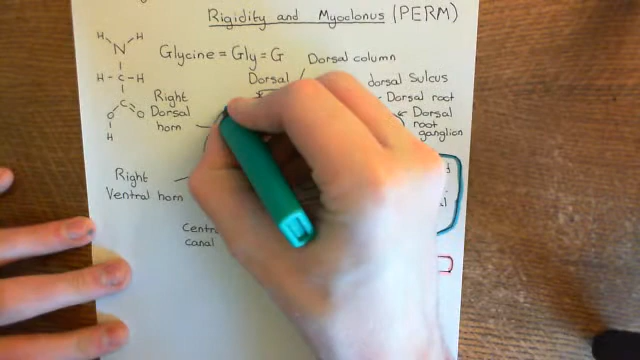 Rigidity and Myoclonus (PERM)
Glycine = Gly = G
Dorsal column
Dorsal
dorsal Sulcus
Dorsal root
Dorsal
root
ganglion
H H
N
H-C-H
C
O O
H
Right
Dorsal
horn
Right
Ventral horn
canal